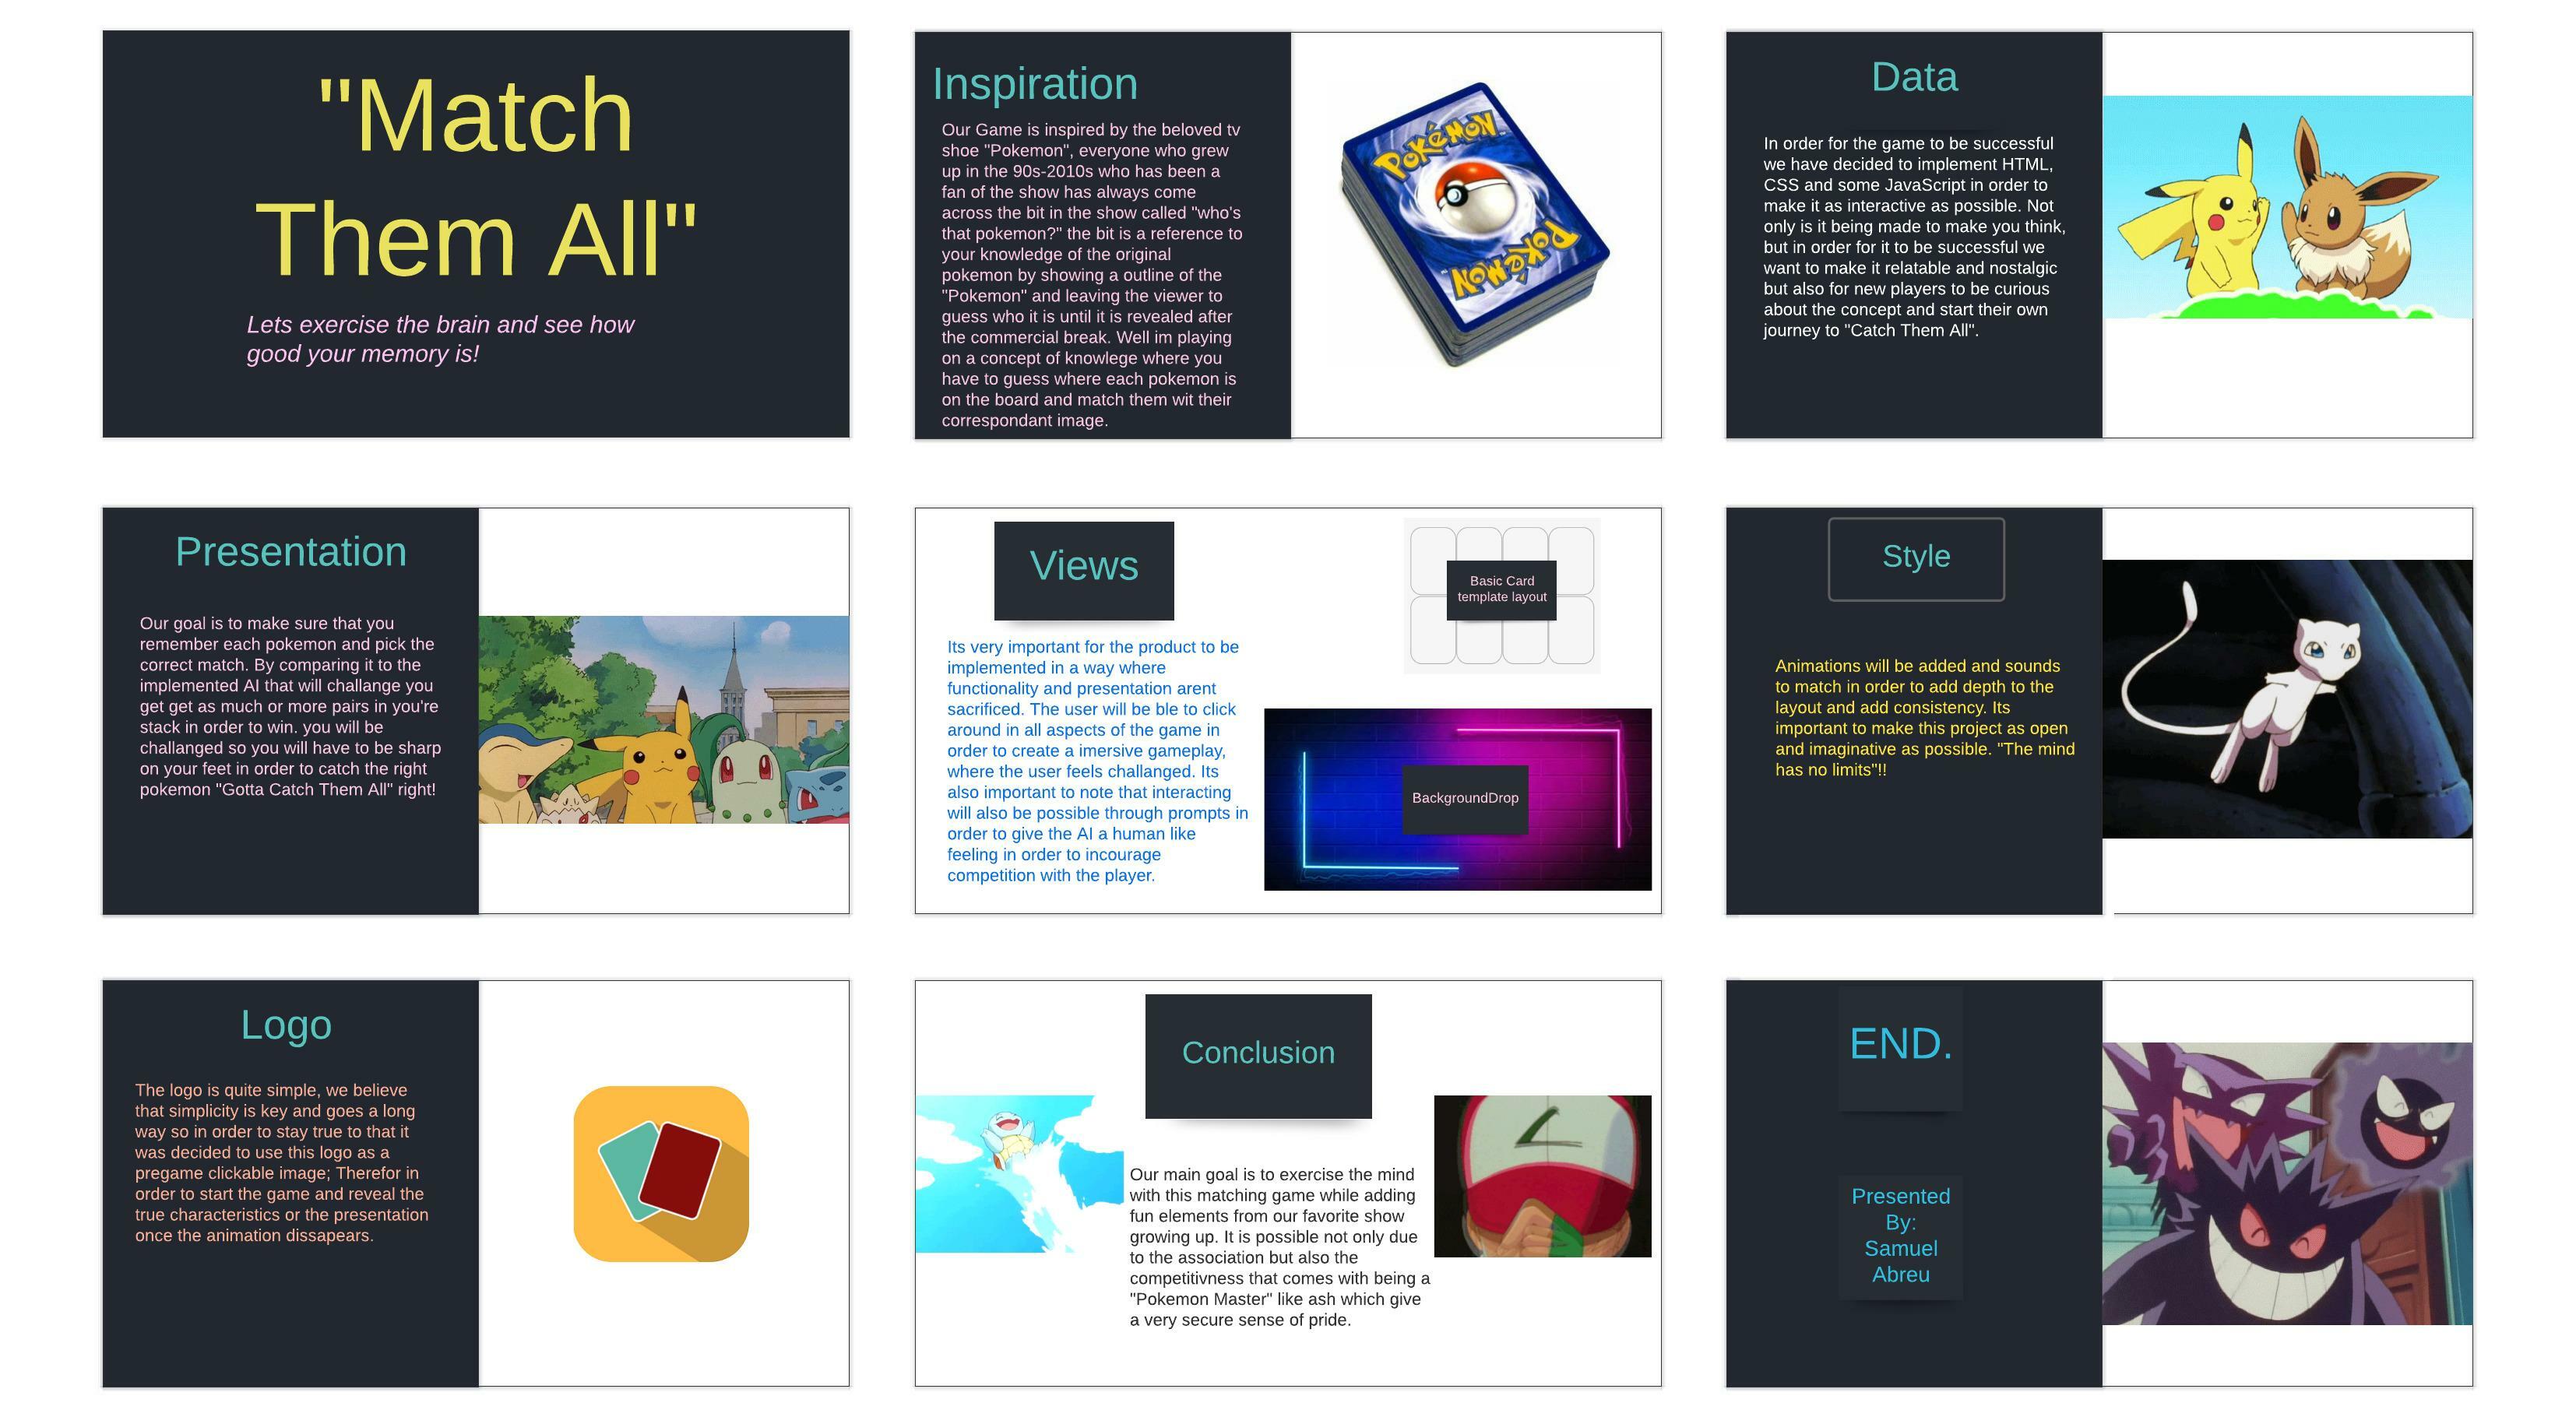 "Match
Them All"
Lets exercise the brain and see how
good your memory is!
Inspiration
Our Game is inspired by the beloved tv
shoe "Pokemon", everyone who grew
up in the 90s-2010s who has been a
fan of the show has always come
across the bit in the show called "who's
that pokemon?" the bit is a reference to
your knowledge of the original
pokemon by showing a outline of the
"Pokemon" and leaving the viewer to
guess who it is until it is revealed after
the commercial break. Well im playing
on a concept of knowlege where you
have to guess where each pokemon is
on the board and match them wit their
correspondant image.
POKéMON
POKéMON
Data
In order for the game to be successful
we have decided to implement HTML,
CSS and some JavaScript in order to
make it as interactive as possible. Not
only is it being made to make you think,
but in order for it to be successful we
want to make it relatable and nostalgic
but also for new players to be curious
about the concept and start their own
journey to "Catch Them All".
Presentation
Our goal is to make sure that you
remember each pokemon and pick the
correct match. By comparing it to the
implemented AI that will challange you
get get as much or more pairs in you're
stack in order to win. you will be
challanged so you will have to be sharp
on your feet in order to catch the right
pokemon "Gotta Catch Them All" right!
Views
Its very important for the product to be
implemented in a way where
functionality and presentation arent
sacrificed. The user will be ble to click
around in all aspects of the game in
order to create a imersive gameplay,
where the user feels challanged. Its
also important to note that interacting
will also be possible through prompts in
order to give the AI a human like
feeling in order to incourage
competition with the player.
Basic Card
template layout
BackgroundDrop
Style
Animations will be added and sounds
to match in order to add depth to the
layout and add consistency. Its
important to make this project as open
and imaginative as possible. "The mind
has no limits"!!
Logo
The logo is quite simple, we believe
that simplicity is key and goes a long
way so in order to stay true to that it
was decided to use this logo as a
pregame clickable image; Therefor in
order to start the game and reveal the
true characteristics or the presentation
once the animation dissapears.
Conclusion
Our main goal is to exercise the mind
with this matching game while adding
fun elements from our favorite show
growing up. It is possible not only due
to the association but also the
competitivness that comes with being a
"Pokemon Master" like ash which give
a very secure sense of pride.
END.
Presented
By:
Samuel
Abreu